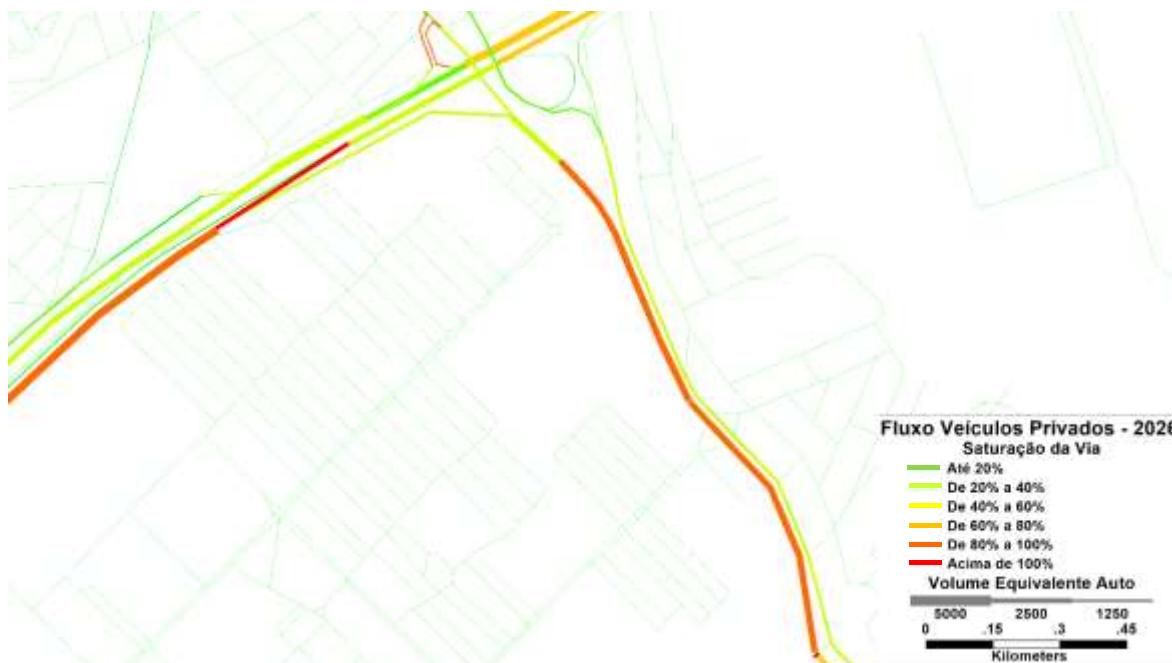 Fluxo Veículos Privados - 2026
Saturação da Via
Até 20%
De 20% a 40%
De 40% a 60%
De 60% a 80%
De 80% a 100%
Acima de 100%
Volume Equivalente Auto
5000 2500 1250
0 .15 .3 .45
Kilometers